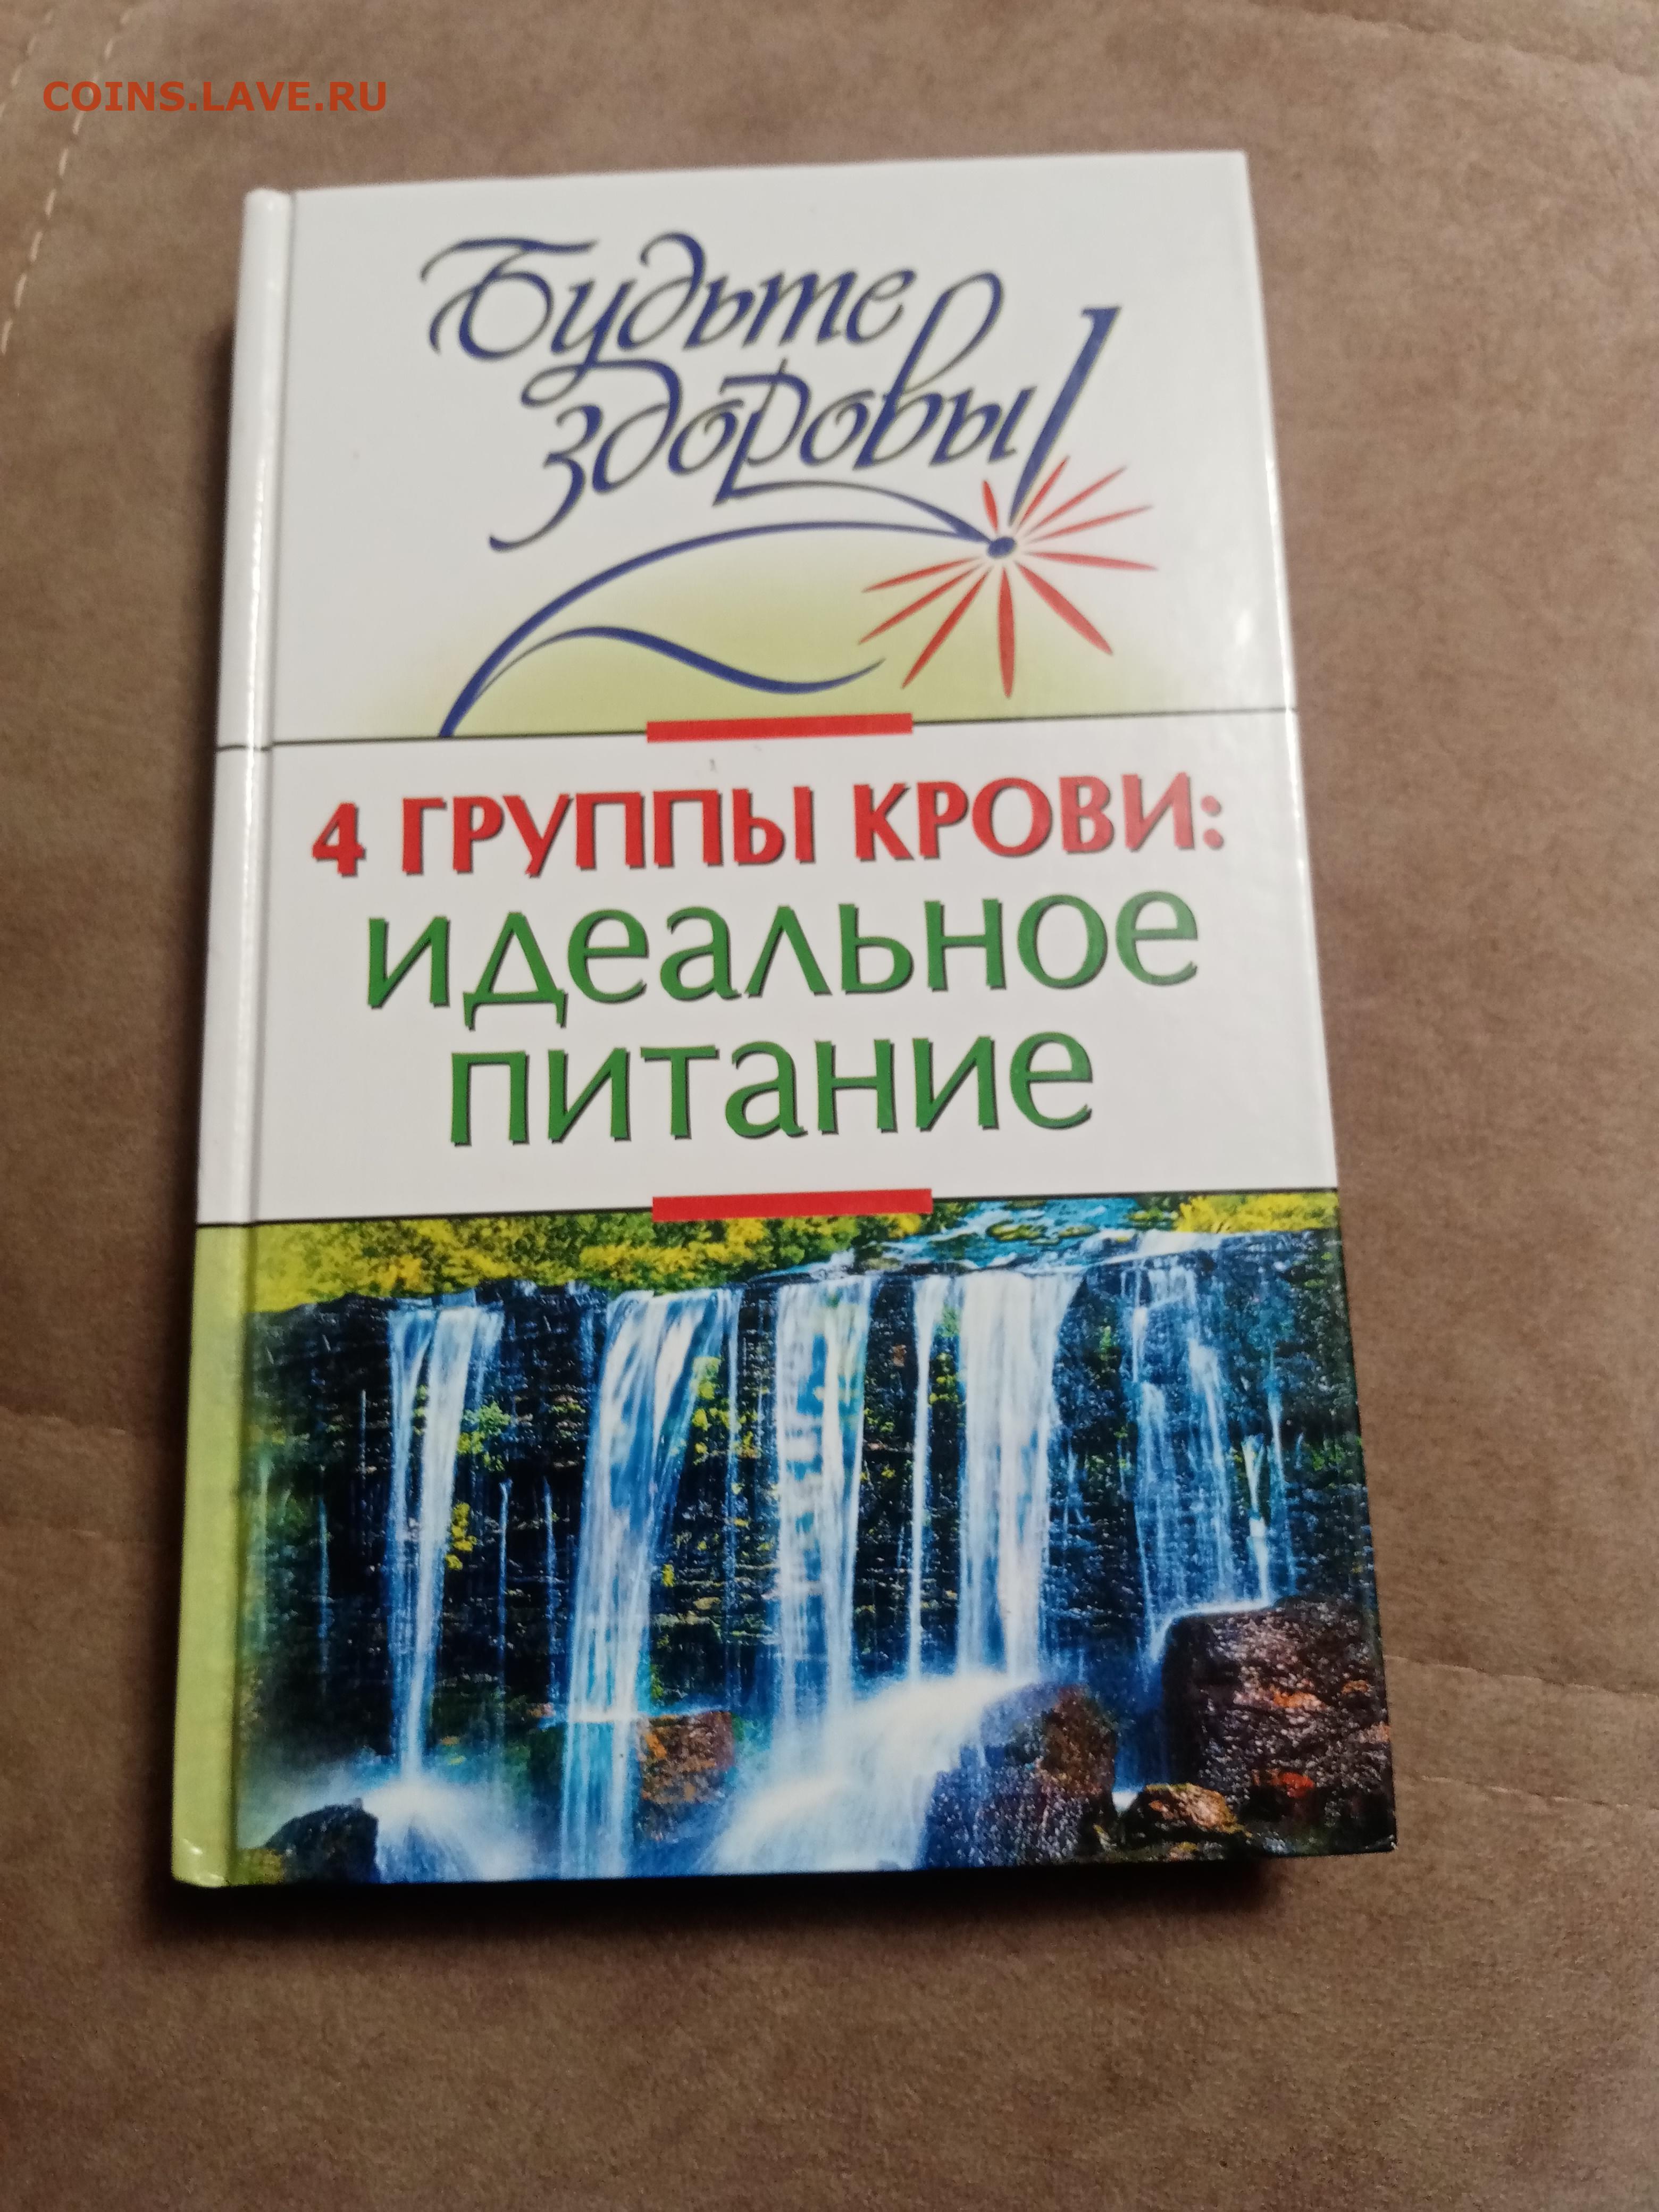 COINS.LAVE.RU
Будьте
здоровы!
4 ГРУППЫ КРОВИ:
идеальное
питание